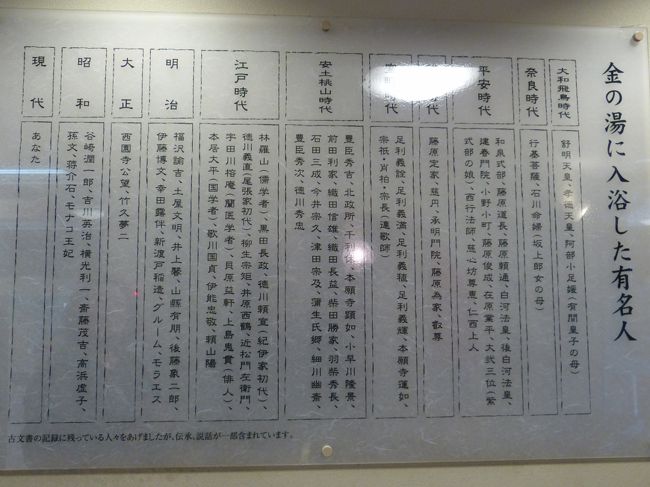 金の湯に入浴した有名人
大和飛鳥時代
舒明天皇、孝徳天皇、阿部小足媛(有間皇子の母)
奈良時代
行基菩薩、石川命婦(坂上郎女の母)
平安時代
和泉式部、藤原道長、藤原頼通、白河法皇、後白河法皇、
建春門院、小野小町、藤原俊成、在原業平、大弐三位(紫
式部の娘)、西行法師、慈心坊尊恵、仁西上人
時代
藤原定家、慈円、承明門院、藤原為家、叡尊
時代
足利義詮、足利義満、足利義稙、足利義輝、本願寺蓮如、
宗祇・肖柏・宗長(連歌師)
安土桃山時代
豊臣秀吉、北政所、千利休、本願寺顕如、小早川隆景、
前田利家、織田信雄、織田長益、柴田勝家、羽柴秀長、
石田三成、今井宗久、津田宗及、蒲生氏郷、細川幽斎、
豊臣秀次、徳川秀忠
江戸時代
林羅山(儒学者)、黒田長政、徳川頼宣(紀伊家初代)、
徳川義直(尾張家初代)、柳生宗矩、井原西鶴、近松門左衛門、
宇田川榕庵(蘭医学者)、貝原益軒、上島鬼貫(俳人)、
本居大平(国学者)、歌川国貞、伊能忠敬、頼山陽
明治
福沢諭吉、土屋文明、井上馨、山縣有朋、後藤象二郎、
伊藤博文、幸田露伴、新渡戸稲造、グルーム、モラエス
大正
西園寺公望、竹久夢二
昭和
谷崎潤一郎、吉川英治、横光利一、斎藤茂吉、高浜虚子、
孫文、蒋介石、モナコ王妃
現代
あなた
古文書の記録に残っている人々をあげましたが、伝承、説話が一部含まれています。